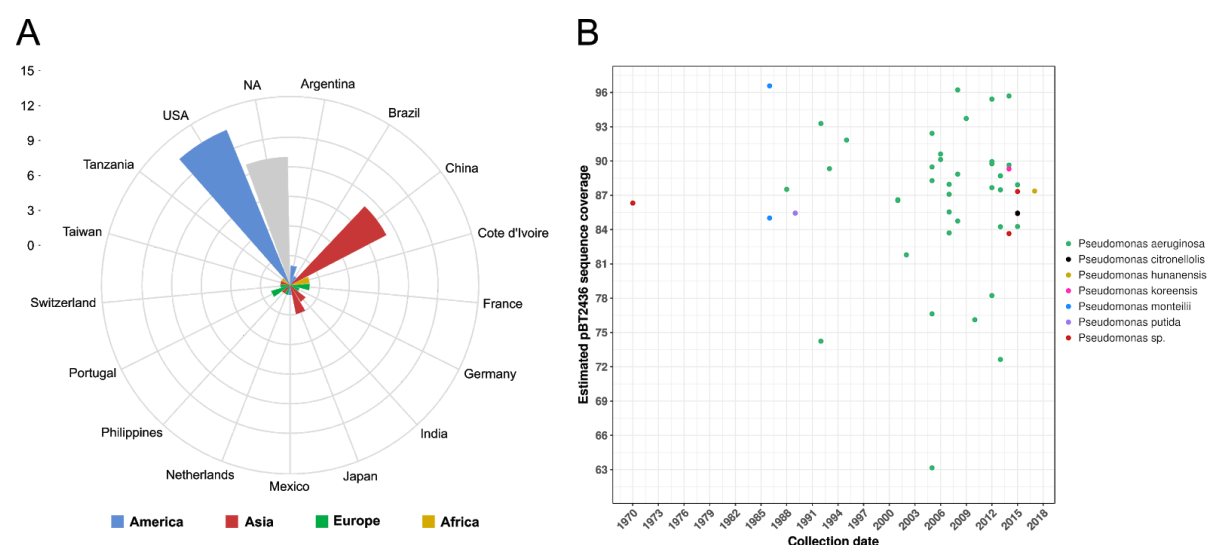 A
15
12
9
6
3
0
NA
Argentina
USA
Brazil
Tanzania
China
Taiwan
Cote d'Ivoire
Switzerland
France
Portugal
Germany
Philippines
India
Netherlands
Japan
Mexico
America
Asia
Europe
Africa
B
Estimated pBT2436 sequence coverage
96
93
90
87
84
81
78
75
72
69
66
63
1970
1973
1976
1979
1982
1985
1988
1991
1994
1997
2000
2003
2006
2009
2012
2015
2018
Collection date
Pseudomonas aeruginosa
Pseudomonas citronellolis
Pseudomonas hunanensis
Pseudomonas koreensis
Pseudomonas monteilii
Pseudomonas putida
Pseudomonas sp.